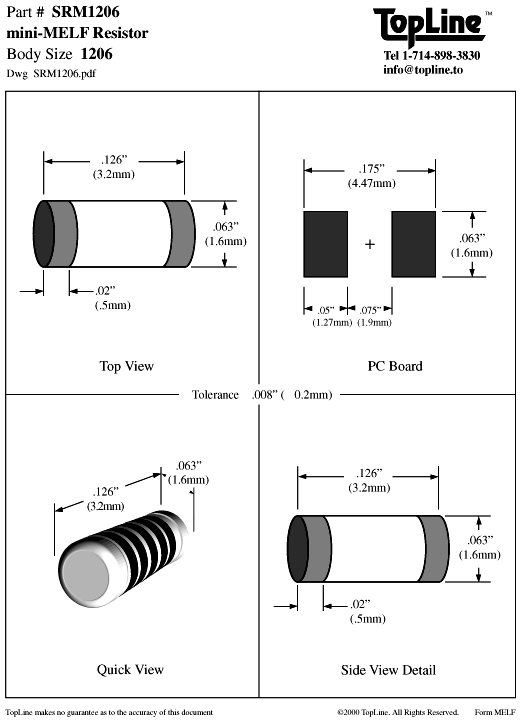 Part # SRM1206
mini-MELF Resistor
Body Size 1206
Dwg SRM1206.pdf
TopLine™
Tel 1-714-898-3830
info@topline.to
.126”
(3.2mm)
.063”
(1.6mm)
.02”
(.5mm)
Top View
.175”
(4.47mm)
.063”
(1.6mm)
.05” .075”
(1.27mm) (1.9mm)
PC Board
Tolerance .008” ( 0.2mm)
.063”
(1.6mm)
.126”
(3.2mm)
Quick View
.126”
(3.2mm)
.063”
(1.6mm)
.02”
(.5mm)
Side View Detail
TopLine makes no guarantee as to the accuracy of this document
©2000 TopLine. All Rights Reserved. Form MELF